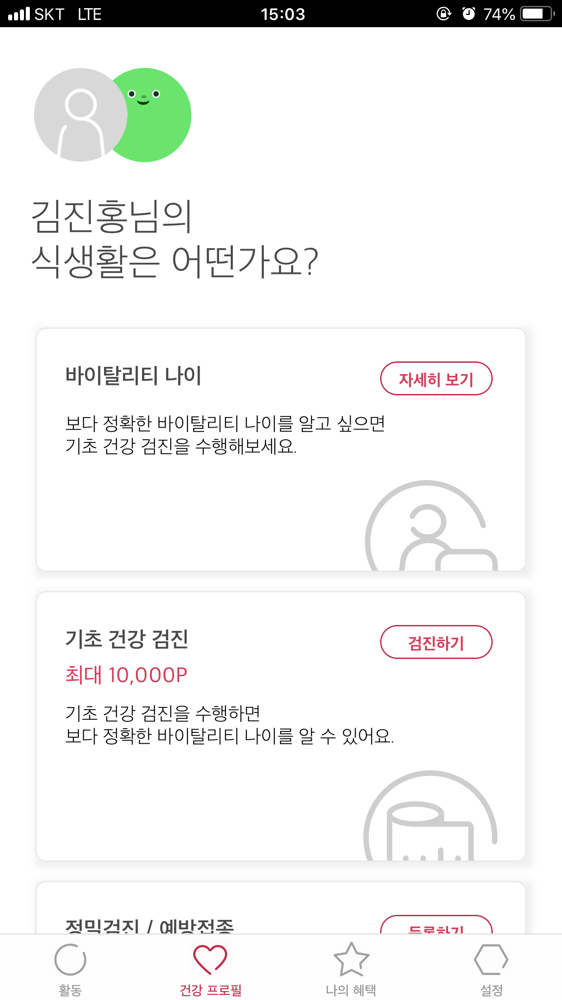 SKT LTE 15:03 74%
김진홍님의
식생활은 어떤가요?
바이탈리티 나이
자세히 보기
보다 정확한 바이탈리티 나이를 알고 싶으면
기초 건강 검진을 수행해보세요.
기초 건강 검진
검진하기
최대 10,000P
기초 건강 검진을 수행하면
보다 정확한 바이탈리티 나이를 알 수 있어요.
정밀검진 / 예방접종
등록하기
활동
건강 프로필
나의 혜택
설정